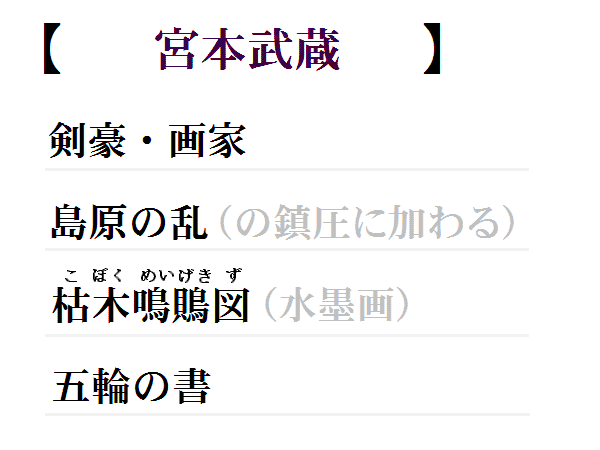 【 宮本武蔵 】
剣豪・画家
島原の乱（の鎮圧に加わる）
こ ぼく めいげき ず
枯木鳴鵙図（水墨画）
五輪の書